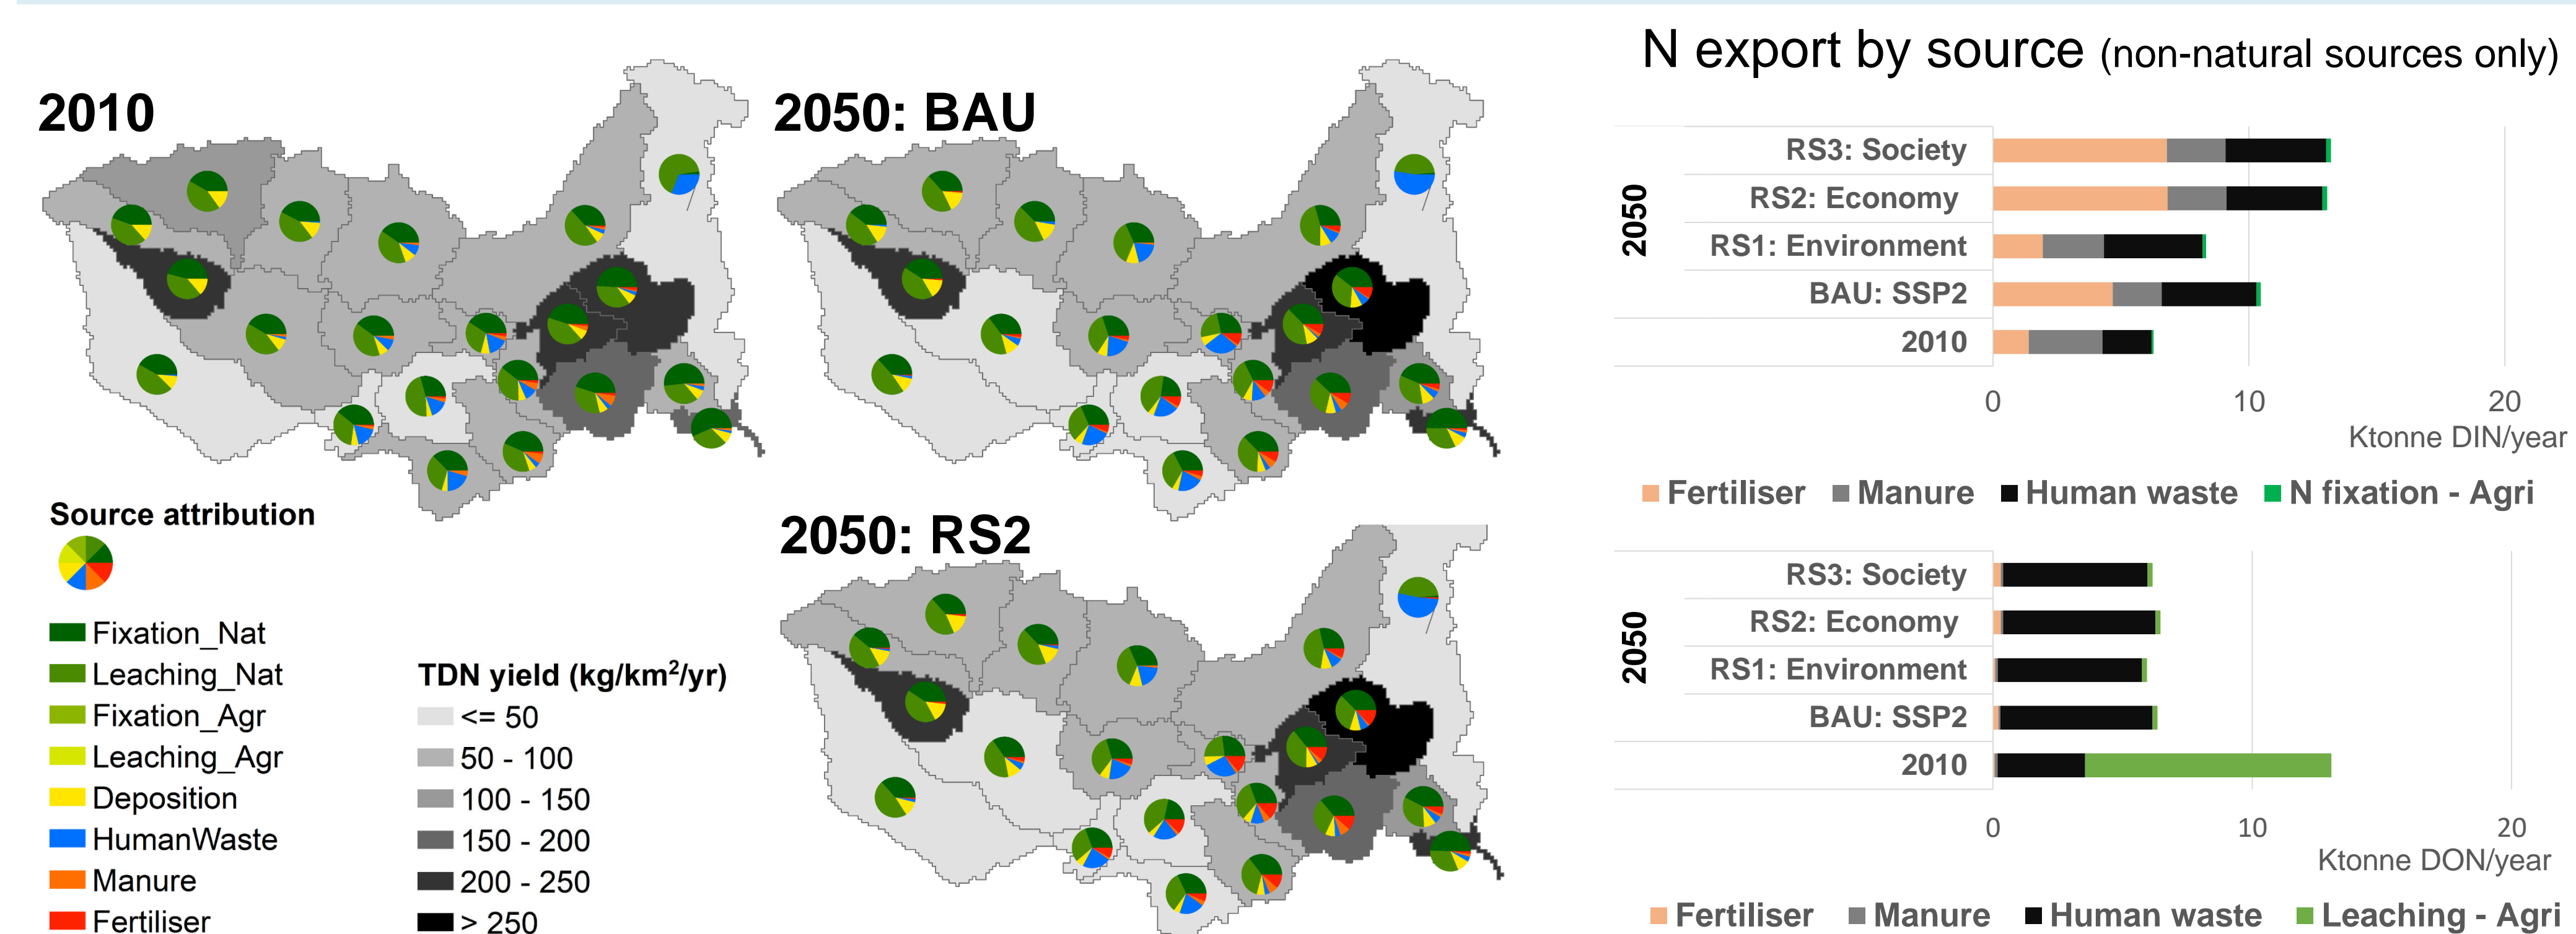 N export by source (non-natural sources only)
2010
2050: BAU
2050: RS2
Source attribution
Fixation_Nat
Leaching_Nat
Fixation_Agr
Leaching_Agr
Deposition
HumanWaste
Manure
Fertiliser
TDN yield (kg/km²/yr)
<= 50
50 - 100
100 - 150
150 - 200
200 - 250
> 250
2050
RS3: Society
RS2: Economy
RS1: Environment
BAU: SSP2
2010
0 10 20
Ktonne DIN/year
Fertiliser Manure Human waste N fixation - Agri
2050
RS3: Society
RS2: Economy
RS1: Environment
BAU: SSP2
2010
0 10 20
Ktonne DON/year
Fertiliser Manure Human waste Leaching - Agri